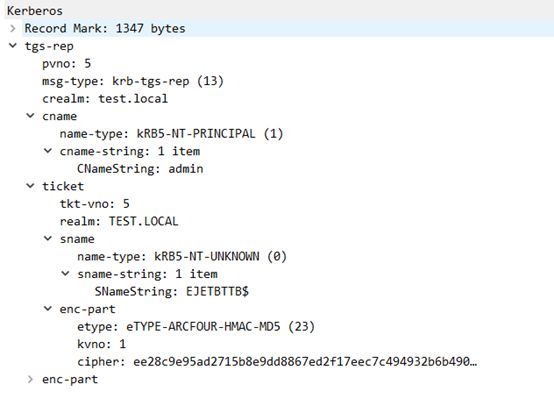 Kerberos
Record Mark: 1347 bytes
tgs-rep
pvno: 5
msg-type: krb-tgs-rep (13)
crealm: test.local
cname
name-type: kRB5-NT-PRINCIPAL (1)
cname-string: 1 item
CNameString: admin
ticket
tkt-vno: 5
realm: TEST.LOCAL
sname
name-type: kRB5-NT-UNKNOWN (0)
sname-string: 1 item
SNameString: EJETBTTB$
enc-part
etype: eTYPE-ARCFOUR-HMAC-MD5 (23)
kvno: 1
cipher: ee28c9e95ad2715b8e9dd8867ed2f17eec7c494932b6b490…
enc-part